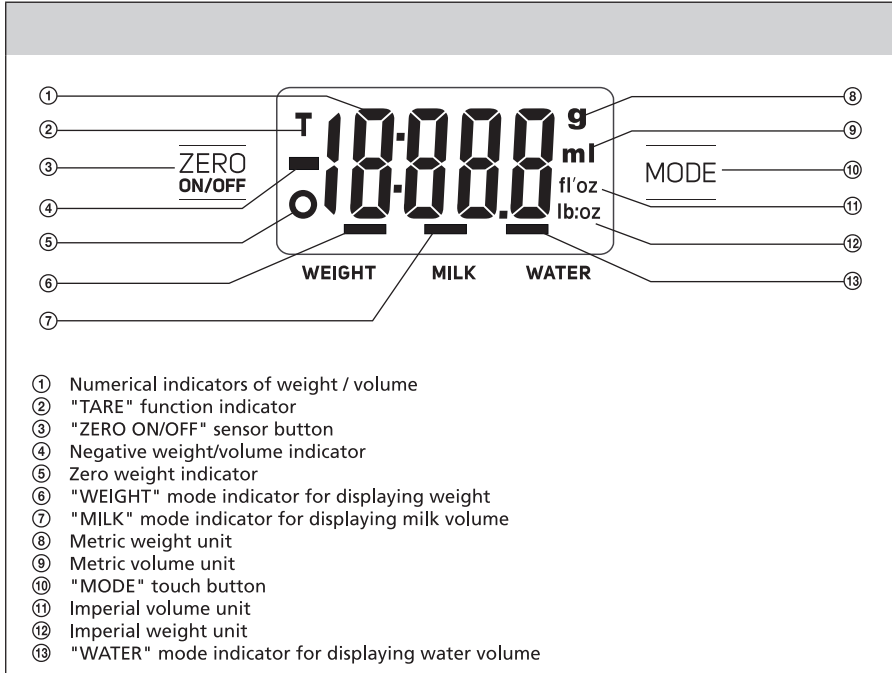 ① T 18:88.8 g ⑧
② ml ⑨
③ ZERO ON/OFF MODE ⑩
④ fl'oz ⑪
⑤ lb:oz ⑫
⑥ WEIGHT MILK WATER ⑬
⑦
① Numerical indicators of weight / volume
② "TARE" function indicator
③ "ZERO ON/OFF" sensor button
④ Negative weight/volume indicator
⑤ Zero weight indicator
⑥ "WEIGHT" mode indicator for displaying weight
⑦ "MILK" mode indicator for displaying milk volume
⑧ Metric weight unit
⑨ Metric volume unit
⑩ "MODE" touch button
⑪ Imperial volume unit
⑫ Imperial weight unit
⑬ "WATER" mode indicator for displaying water volume